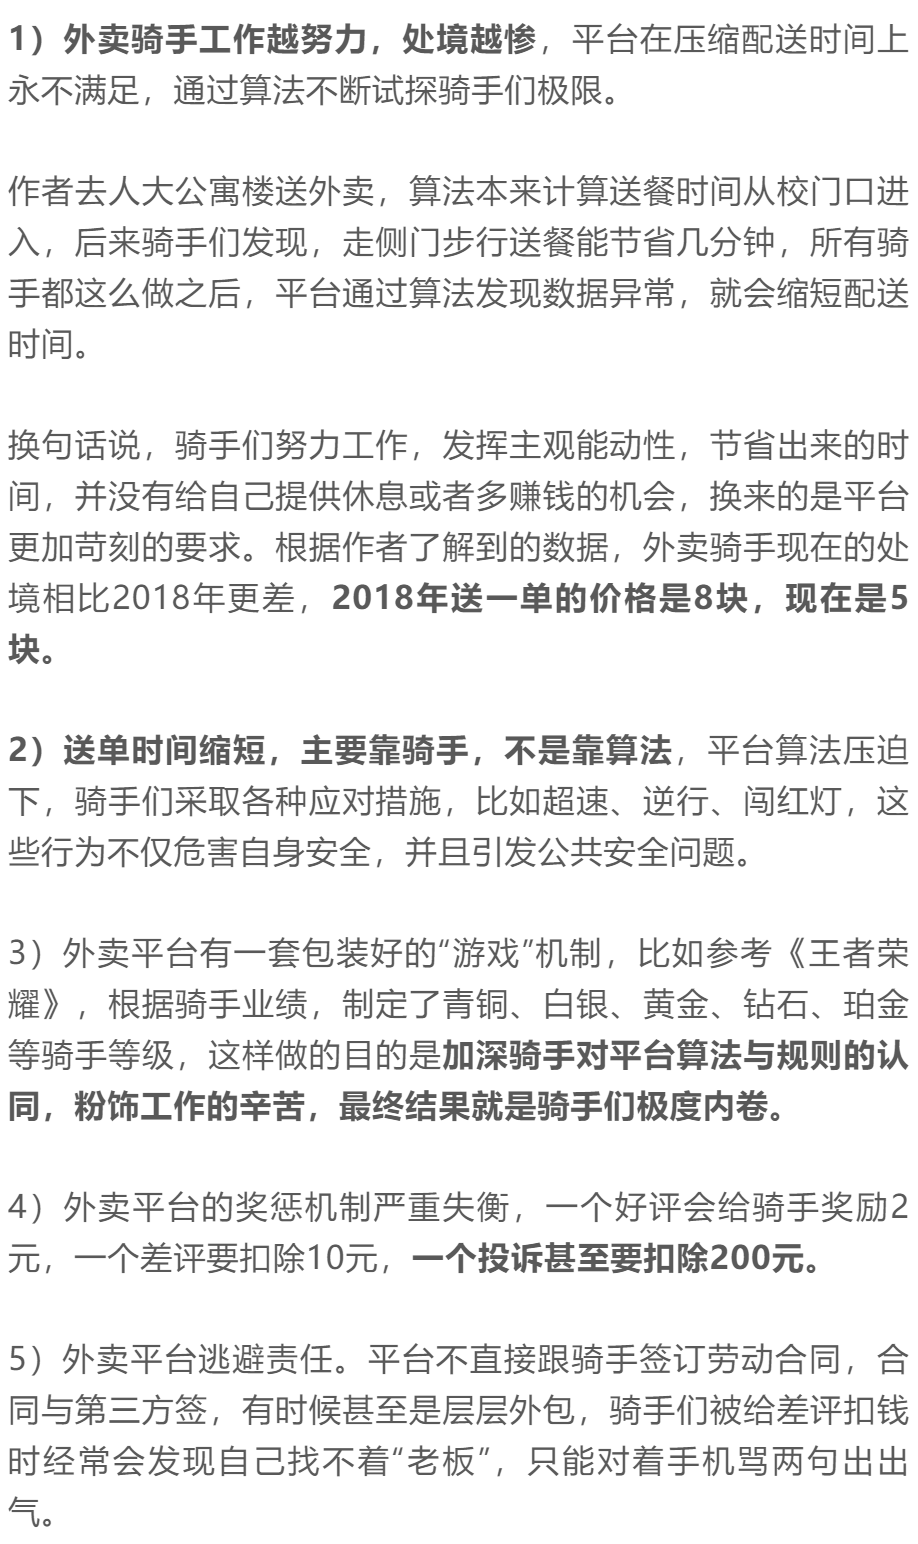 1）外卖骑手工作越努力，处境越惨，平台在压缩配送时间上
永不满足，通过算法不断试探骑手们极限。
作者去人大公寓楼送外卖，算法本来计算送餐时间从校门口进
入，后来骑手们发现，走侧门步行送餐能节省几分钟，所有骑
手都这么做之后，平台通过算法发现数据异常，就会缩短配送
时间。
换句话说，骑手们努力工作，发挥主观能动性，节省出来的时
间，并没有给自己提供休息或者多赚钱的机会，换来的是平台
更加苛刻的要求。根据作者了解到的数据，外卖骑手现在的处
境相比2018年更差，2018年送一单的价格是8块，现在是5
块。
2）送单时间缩短，主要靠骑手，不是靠算法，平台算法压迫
下，骑手们采取各种应对措施，比如超速、逆行、闯红灯，这
些行为不仅危害自身安全，并且引发公共安全问题。
3）外卖平台有一套包装好的“游戏”机制，比如参考《王者荣
耀》，根据骑手业绩，制定了青铜、白银、黄金、钻石、珀金
等骑手等级，这样做的目的是加深骑手对平台算法与规则的认
同，粉饰工作的辛苦，最终结果就是骑手们极度内卷。
4）外卖平台的奖惩机制严重失衡，一个好评会给骑手奖励2
元，一个差评要扣除10元，一个投诉甚至要扣除200元。
5）外卖平台逃避责任。平台不直接跟骑手签订劳动合同，合
同与第三方签，有时候甚至是层层外包，骑手们被给差评扣钱
时经常会发现自己找不着“老板”，只能对着手机骂两句出出
气。